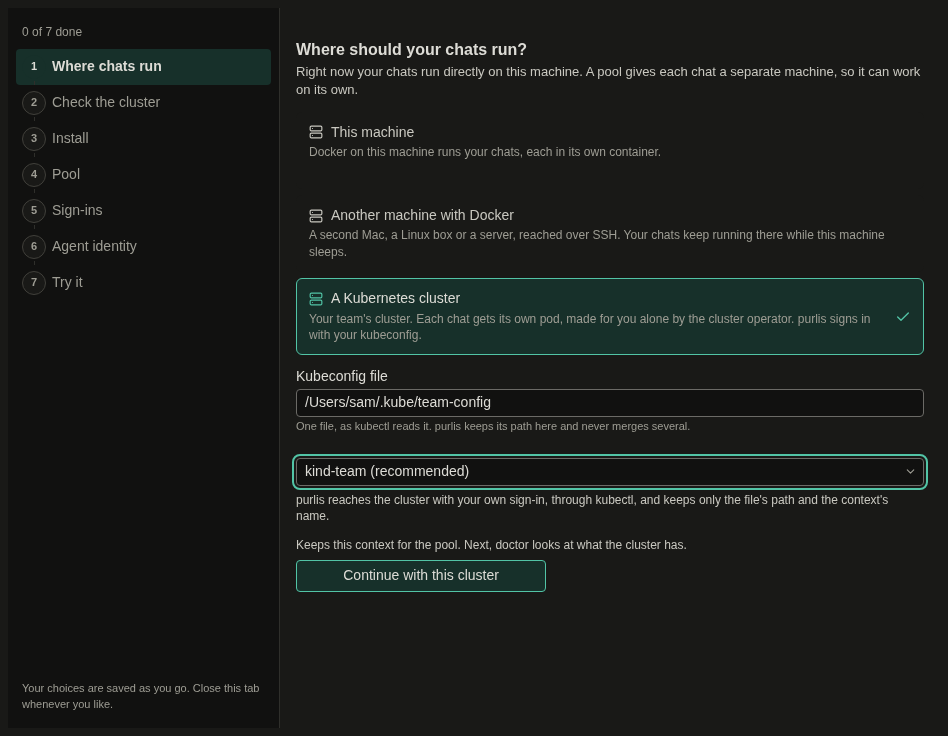 0 of 7 done
1 Where chats run
2 Check the cluster
3 Install
4 Pool
5 Sign-ins
6 Agent identity
7 Try it
Your choices are saved as you go. Close this tab
whenever you like.
Where should your chats run?
Right now your chats run directly on this machine. A pool gives each chat a separate machine, so it can work
on its own.
This machine
Docker on this machine runs your chats, each in its own container.
Another machine with Docker
A second Mac, a Linux box or a server, reached over SSH. Your chats keep running there while this machine
sleeps.
A Kubernetes cluster
Your team's cluster. Each chat gets its own pod, made for you alone by the cluster operator. purlis signs in
with your kubeconfig.
Kubeconfig file
/Users/sam/.kube/team-config
One file, as kubectl reads it. purlis keeps its path here and never merges several.
kind-team (recommended)
purlis reaches the cluster with your own sign-in, through kubectl, and keeps only the file's path and the context's
name.
Keeps this context for the pool. Next, doctor looks at what the cluster has.
Continue with this cluster